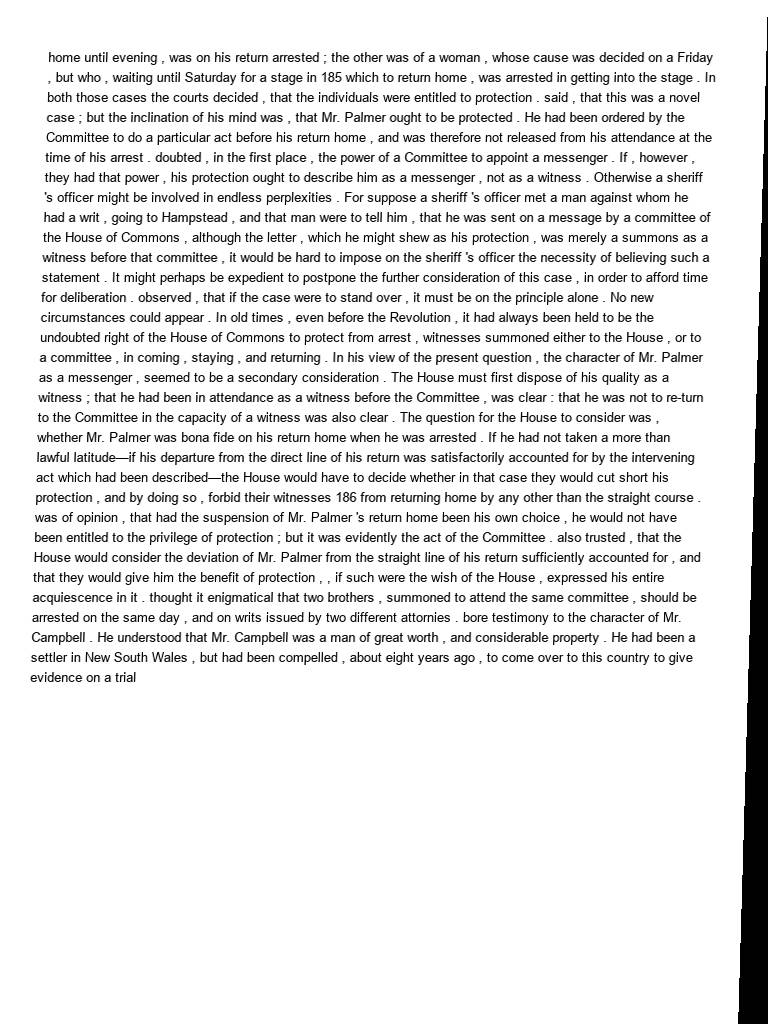 home until evening , was on his return arrested ; the other was of a woman , whose cause was decided on a Friday
, but who , waiting until Saturday for a stage in 185 which to return home , was arrested in getting into the stage . In
both those cases the courts decided , that the individuals were entitled to protection . said , that this was a novel
case ; but the inclination of his mind was , that Mr. Palmer ought to be protected . He had been ordered by the
Committee to do a particular act before his return home , and was therefore not released from his attendance at the
time of his arrest . doubted , in the first place , the power of a Committee to appoint a messenger . If , however ,
they had that power , his protection ought to describe him as a messenger , not as a witness . Otherwise a sheriff
's officer might be involved in endless perplexities . For suppose a sheriff 's officer met a man against whom he
had a writ , going to Hampstead , and that man were to tell him , that he was sent on a message by a committee of
the House of Commons , although the letter , which he might shew as his protection , was merely a summons as a
witness before that committee , it would be hard to impose on the sheriff 's officer the necessity of believing such a
statement . It might perhaps be expedient to postpone the further consideration of this case , in order to afford time
for deliberation . observed , that if the case were to stand over , it must be on the principle alone . No new
circumstances could appear . In old times , even before the Revolution , it had always been held to be the
undoubted right of the House of Commons to protect from arrest , witnesses summoned either to the House , or to
a committee , in coming , staying , and returning . In his view of the present question , the character of Mr. Palmer
as a messenger , seemed to be a secondary consideration . The House must first dispose of his quality as a
witness ; that he had been in attendance as a witness before the Committee , was clear : that he was not to re-turn
to the Committee in the capacity of a witness was also clear . The question for the House to consider was ,
whether Mr. Palmer was bona fide on his return home when he was arrested . If he had not taken a more than
lawful latitude—if his departure from the direct line of his return was satisfactorily accounted for by the intervening
act which had been described—the House would have to decide whether in that case they would cut short his
protection , and by doing so , forbid their witnesses 186 from returning home by any other than the straight course .
was of opinion , that had the suspension of Mr. Palmer 's return home been his own choice , he would not have
been entitled to the privilege of protection ; but it was evidently the act of the Committee . also trusted , that the
House would consider the deviation of Mr. Palmer from the straight line of his return sufficiently accounted for , and
that they would give him the benefit of protection , , if such were the wish of the House , expressed his entire
acquiescence in it . thought it enigmatical that two brothers , summoned to attend the same committee , should be
arrested on the same day , and on writs issued by two different attornies . bore testimony to the character of Mr.
Campbell . He understood that Mr. Campbell was a man of great worth , and considerable property . He had been a
settler in New South Wales , but had been compelled , about eight years ago , to come over to this country to give
evidence on a trial